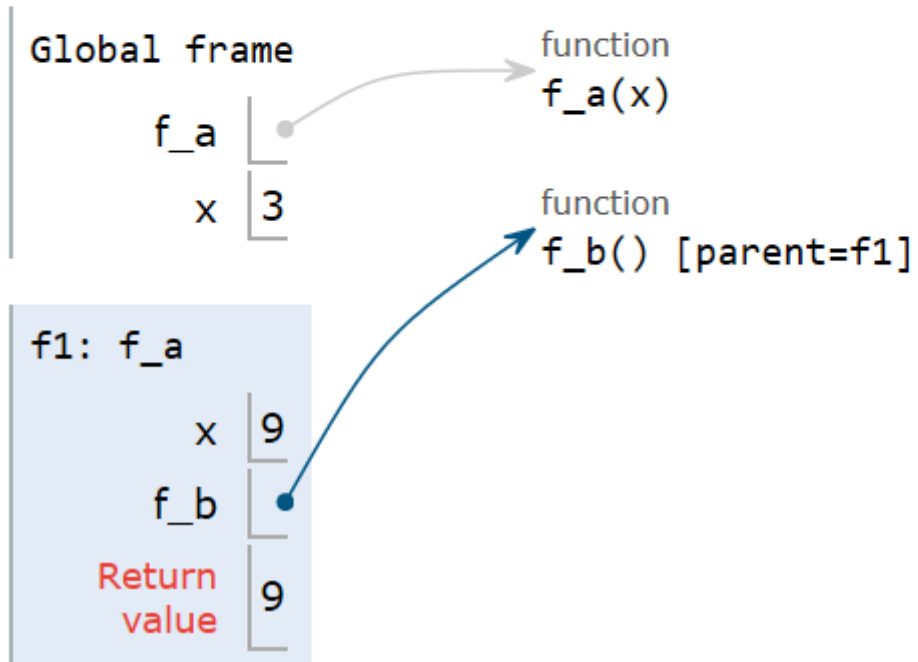 Global frame
f_a
x 3
function
f_a(x)
function
f_b() [parent=f1]
f1: f_a
x 9
f_b
Return
value 9